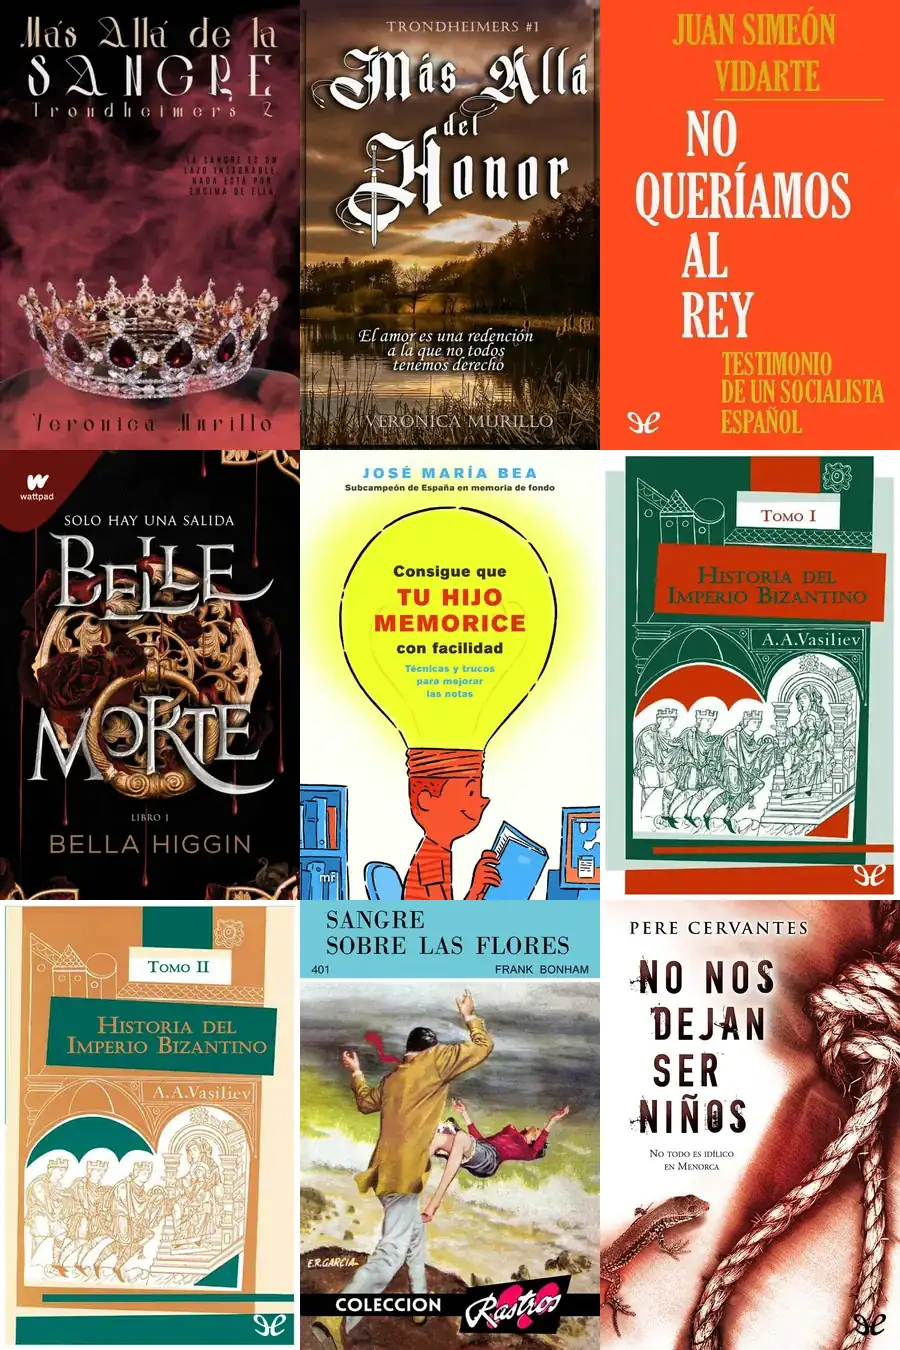 Más Allá de la
SANGRE
Trondheimers 2
LA SANGRE ES UN
LAZO INEXORABLE,
NADA ESTÁ POR
ENCIMA DE ELLA
Veronica Murillo
TRONDHEIMERS #1
Más Allá
del
Honor
El amor es una redención
a la que no todos
tenemos derecho
VERONICA MURILLO
JUAN SIMEÓN
VIDARTE
NO
QUERÍAMOS
AL
REY
TESTIMONIO
DE UN SOCIALISTA
ESPAÑOL
wattpad
SOLO HAY UNA SALIDA
BELLE
MORTE
LIBRO 1
BELLA HIGGIN
JOSÉ MARÍA BEA
Subcampeón de España en memoria de fondo
Consigue que
TU HIJO
MEMORICE
con facilidad
Técnicas y trucos
para mejorar
las notas
mr
TOMO I
HISTORIA DEL
IMPERIO BIZANTINO
A.A.Vasiliev
TOMO II
HISTORIA DEL
IMPERIO BIZANTINO
A.A.Vasiliev
SANGRE
SOBRE LAS FLORES
401 FRANK BONHAM
E.R.GARCIA-
COLECCION Rastros
PERE CERVANTES
NO NOS
DEJAN
SER
NIÑOS
NO TODO ES IDÍLICO
EN MENORCA